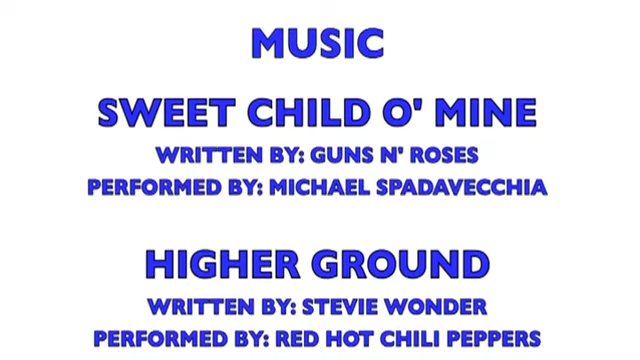 MUSIC
SWEET CHILD O' MINE
WRITTEN BY: GUNS N' ROSES
PERFORMED BY: MICHAEL SPADAVECCHIA
HIGHER GROUND
WRITTEN BY: STEVIE WONDER
PERFORMED BY: RED HOT CHILI PEPPERS